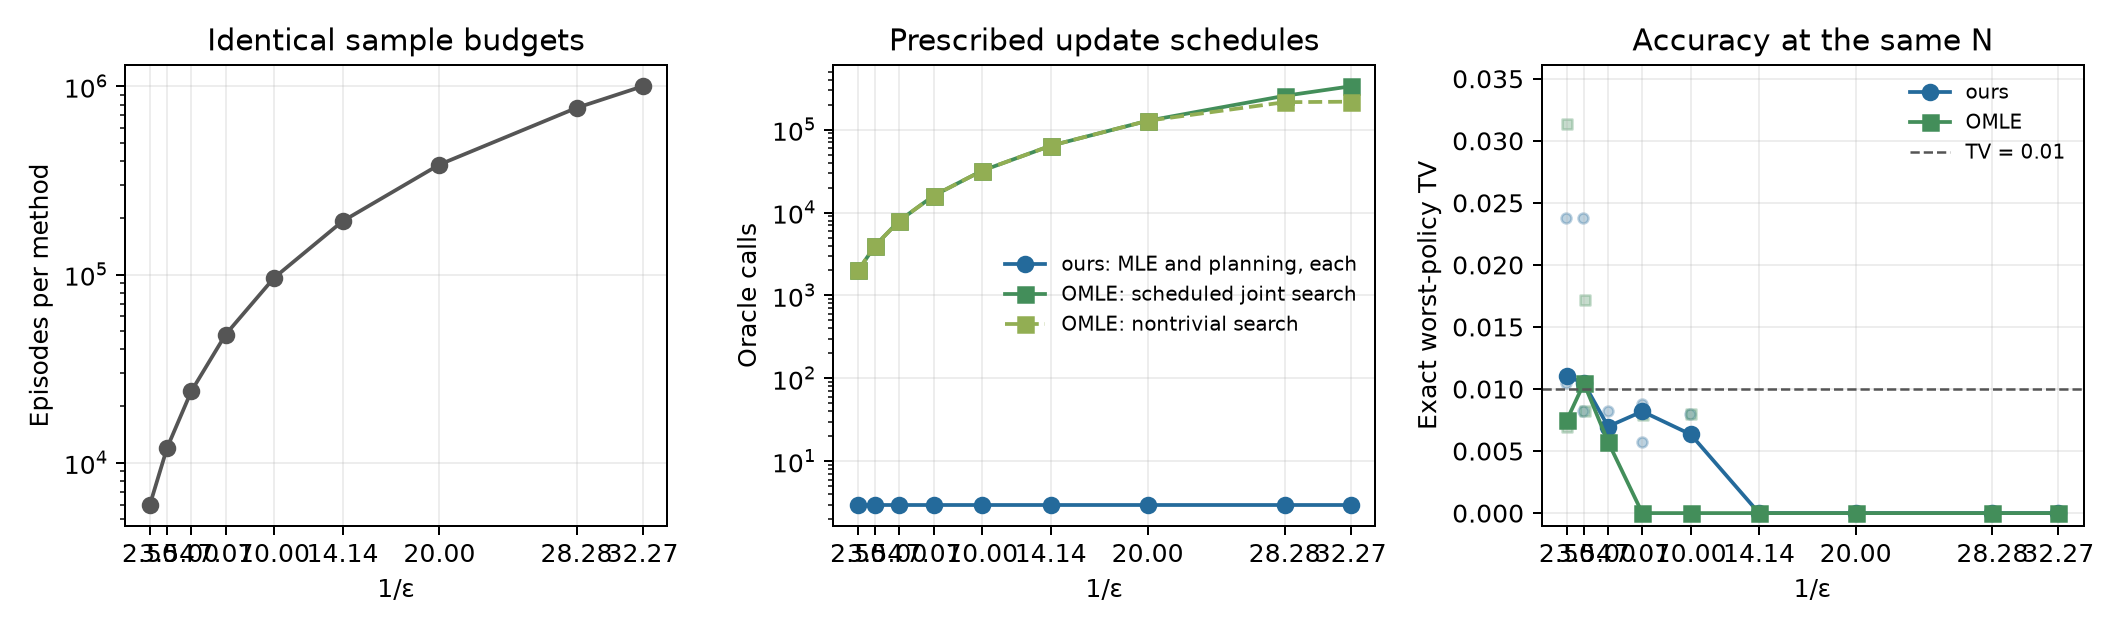 Identical sample budgets
Episodes per method
10^6
10^5
10^4
10.00
14.14
20.00
28.28
32.27
1/ε
Prescribed update schedules
Oracle calls
10^5
10^4
10^3
10^2
10^1
ours: MLE and planning, each
OMLE: scheduled joint search
OMLE: nontrivial search
10.00
14.14
20.00
28.28
32.27
1/ε
Accuracy at the same N
Exact worst-policy TV
0.035
0.030
0.025
0.020
0.015
0.010
0.005
0.000
ours
OMLE
TV = 0.01
10.00
14.14
20.00
28.28
32.27
1/ε